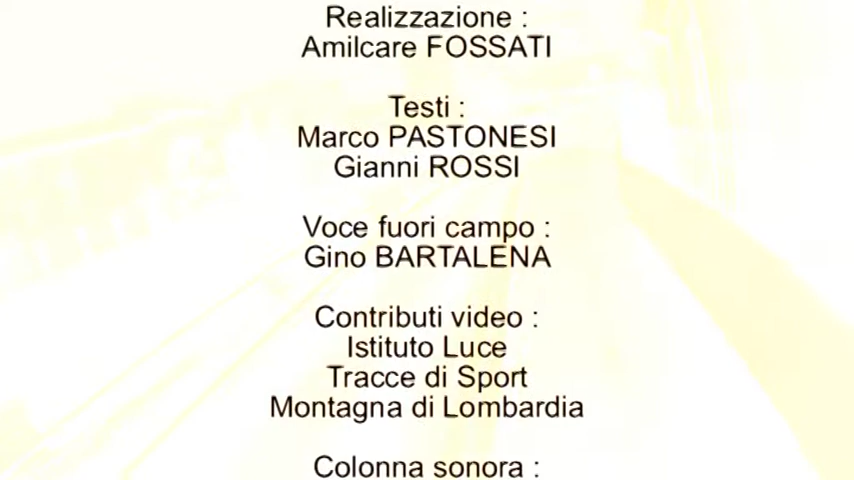 Realizzazione :
Amilcare FOSSATI
Testi :
Marco PASTONESI
Gianni ROSSI
Voce fuori campo :
Gino BARTALENA
Contributi video :
Istituto Luce
Tracce di Sport
Montagna di Lombardia
Colonna sonora :